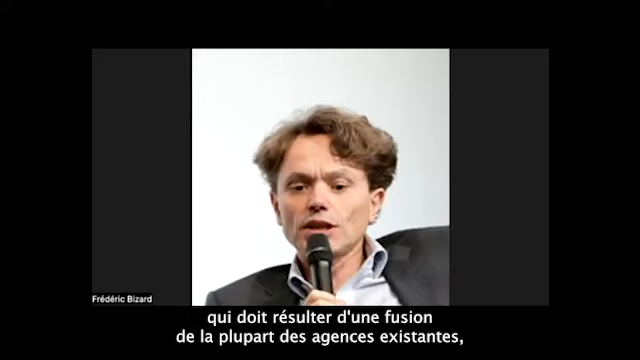 Frédéric Bizard
qui doit résulter d'une fusion
de la plupart des agences existantes,